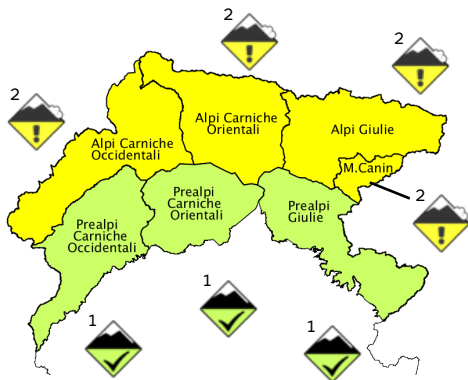 2
2
2
Alpi Carniche
Orientali
Alpi Giulie
Alpi Carniche
Occidentali
M.Canin
2
Prealpi
Carniche
Orientali
Prealpi
Giulie
Prealpi
Carniche
Occidentali
1
1
1